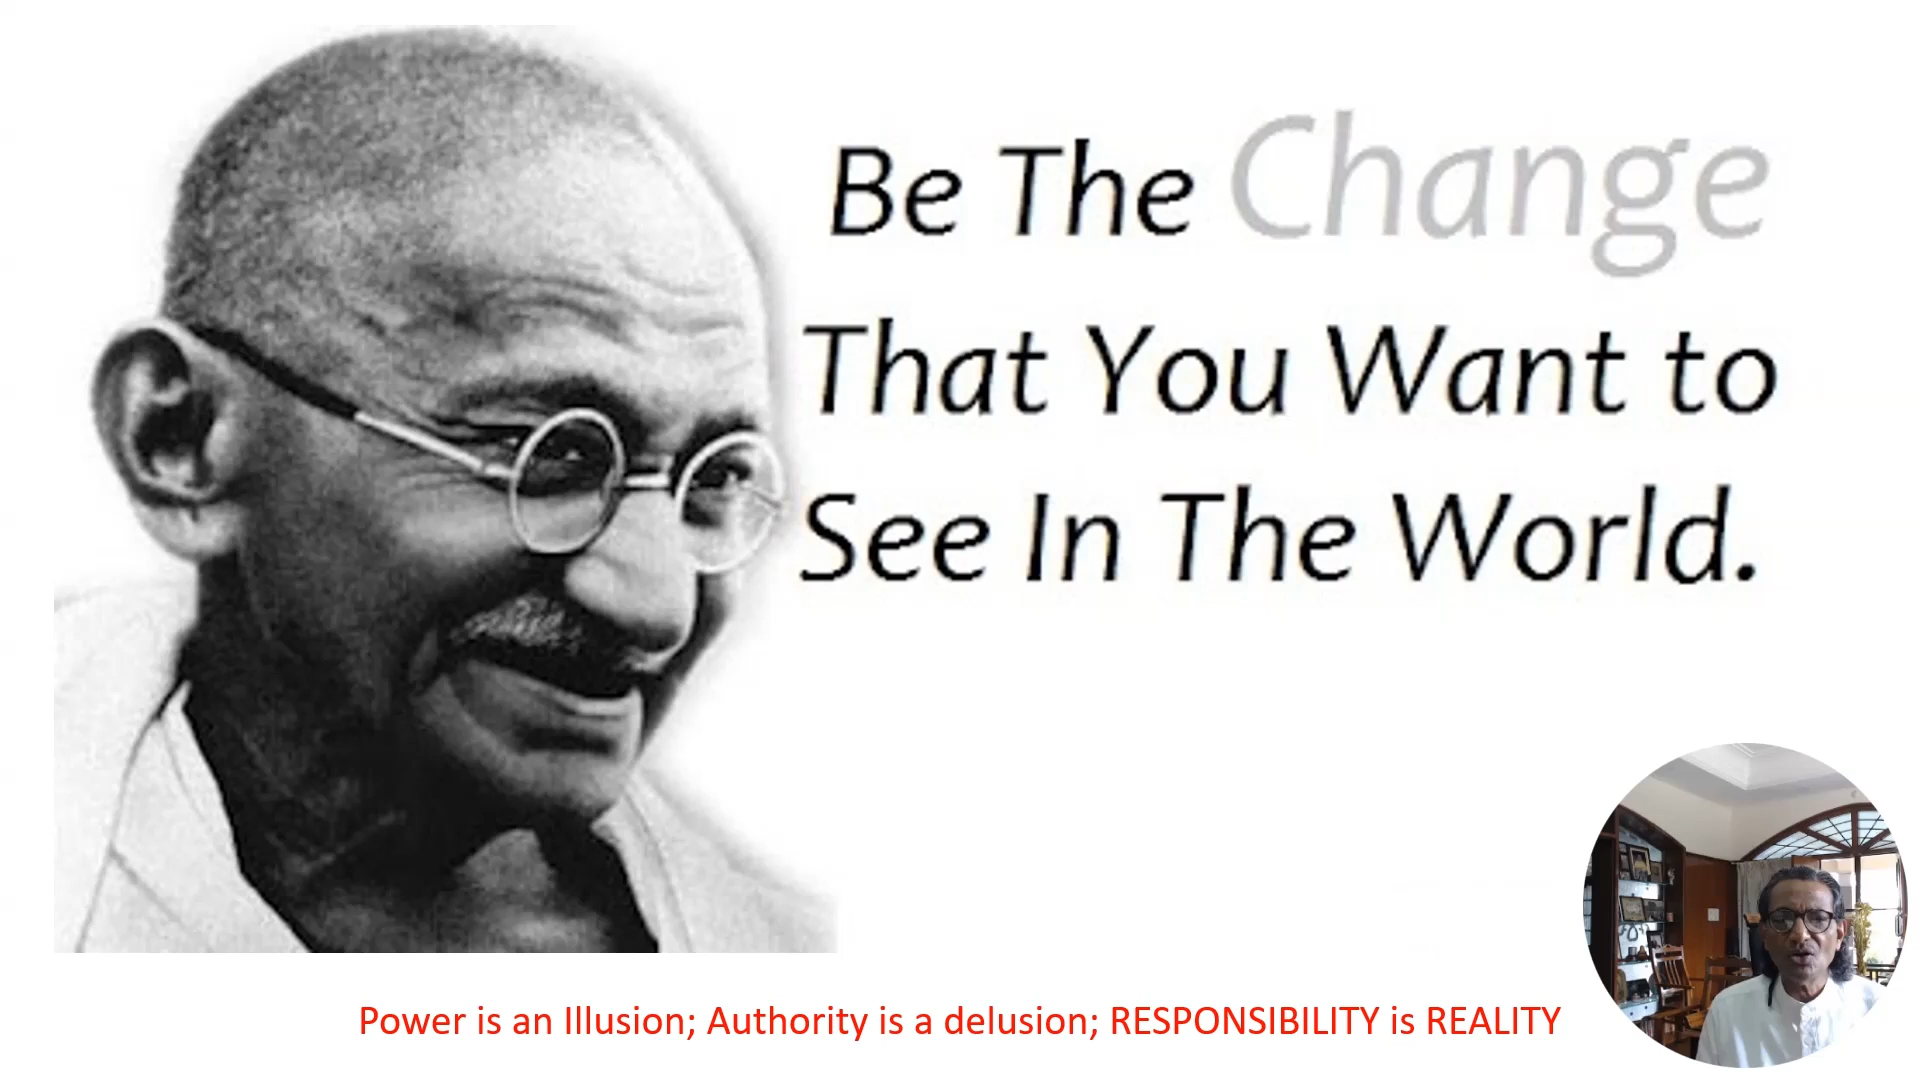 Be The Change
That You Want to
See In The World.
Power is an Illusion; Authority is a delusion; RESPONSIBILITY is REALITY